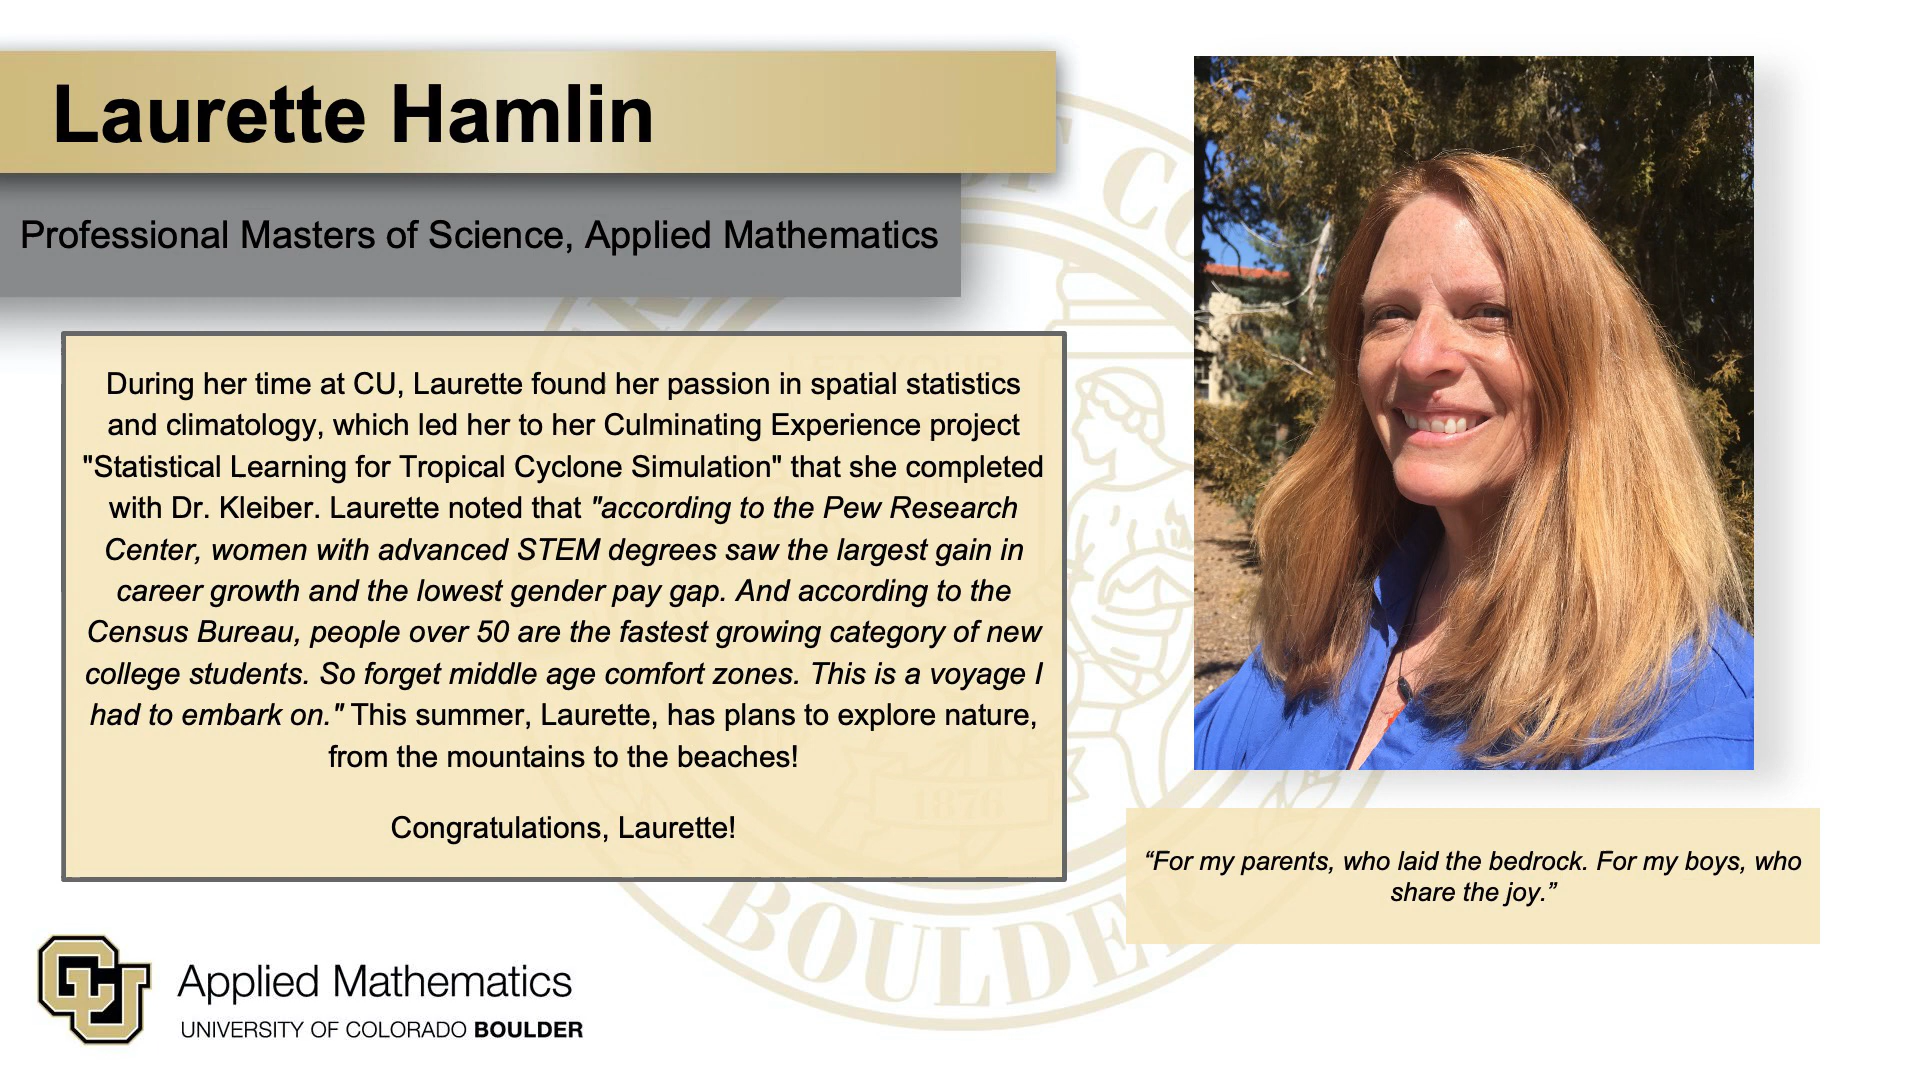 Laurette Hamlin
Professional Masters of Science, Applied Mathematics
During her time at CU, Laurette found her passion in spatial statistics
and climatology, which led her to her Culminating Experience project
"Statistical Learning for Tropical Cyclone Simulation" that she completed
with Dr. Kleiber. Laurette noted that "according to the Pew Research
Center, women with advanced STEM degrees saw the largest gain in
career growth and the lowest gender pay gap. And according to the
Census Bureau, people over 50 are the fastest growing category of new
college students. So forget middle age comfort zones. This is a voyage I
had to embark on." This summer, Laurette, has plans to explore nature,
from the mountains to the beaches!
Congratulations, Laurette!
“For my parents, who laid the bedrock. For my boys, who
share the joy.”
CU
Applied Mathematics
UNIVERSITY OF COLORADO BOULDER
LET YOUR
1876
BOULDER